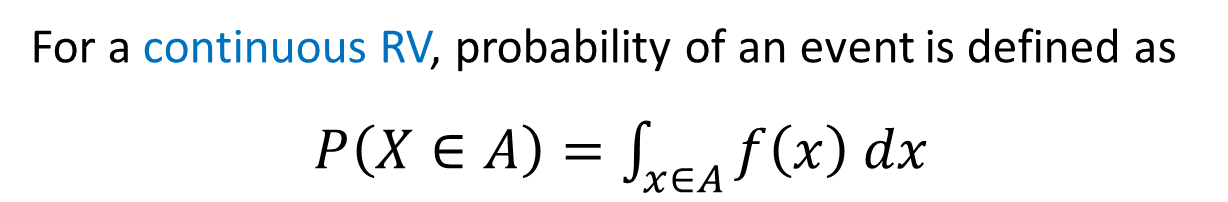 For a continuous RV, probability of an event is defined as
P(X ∈ A) = ∫_{x∈A} f(x) dx